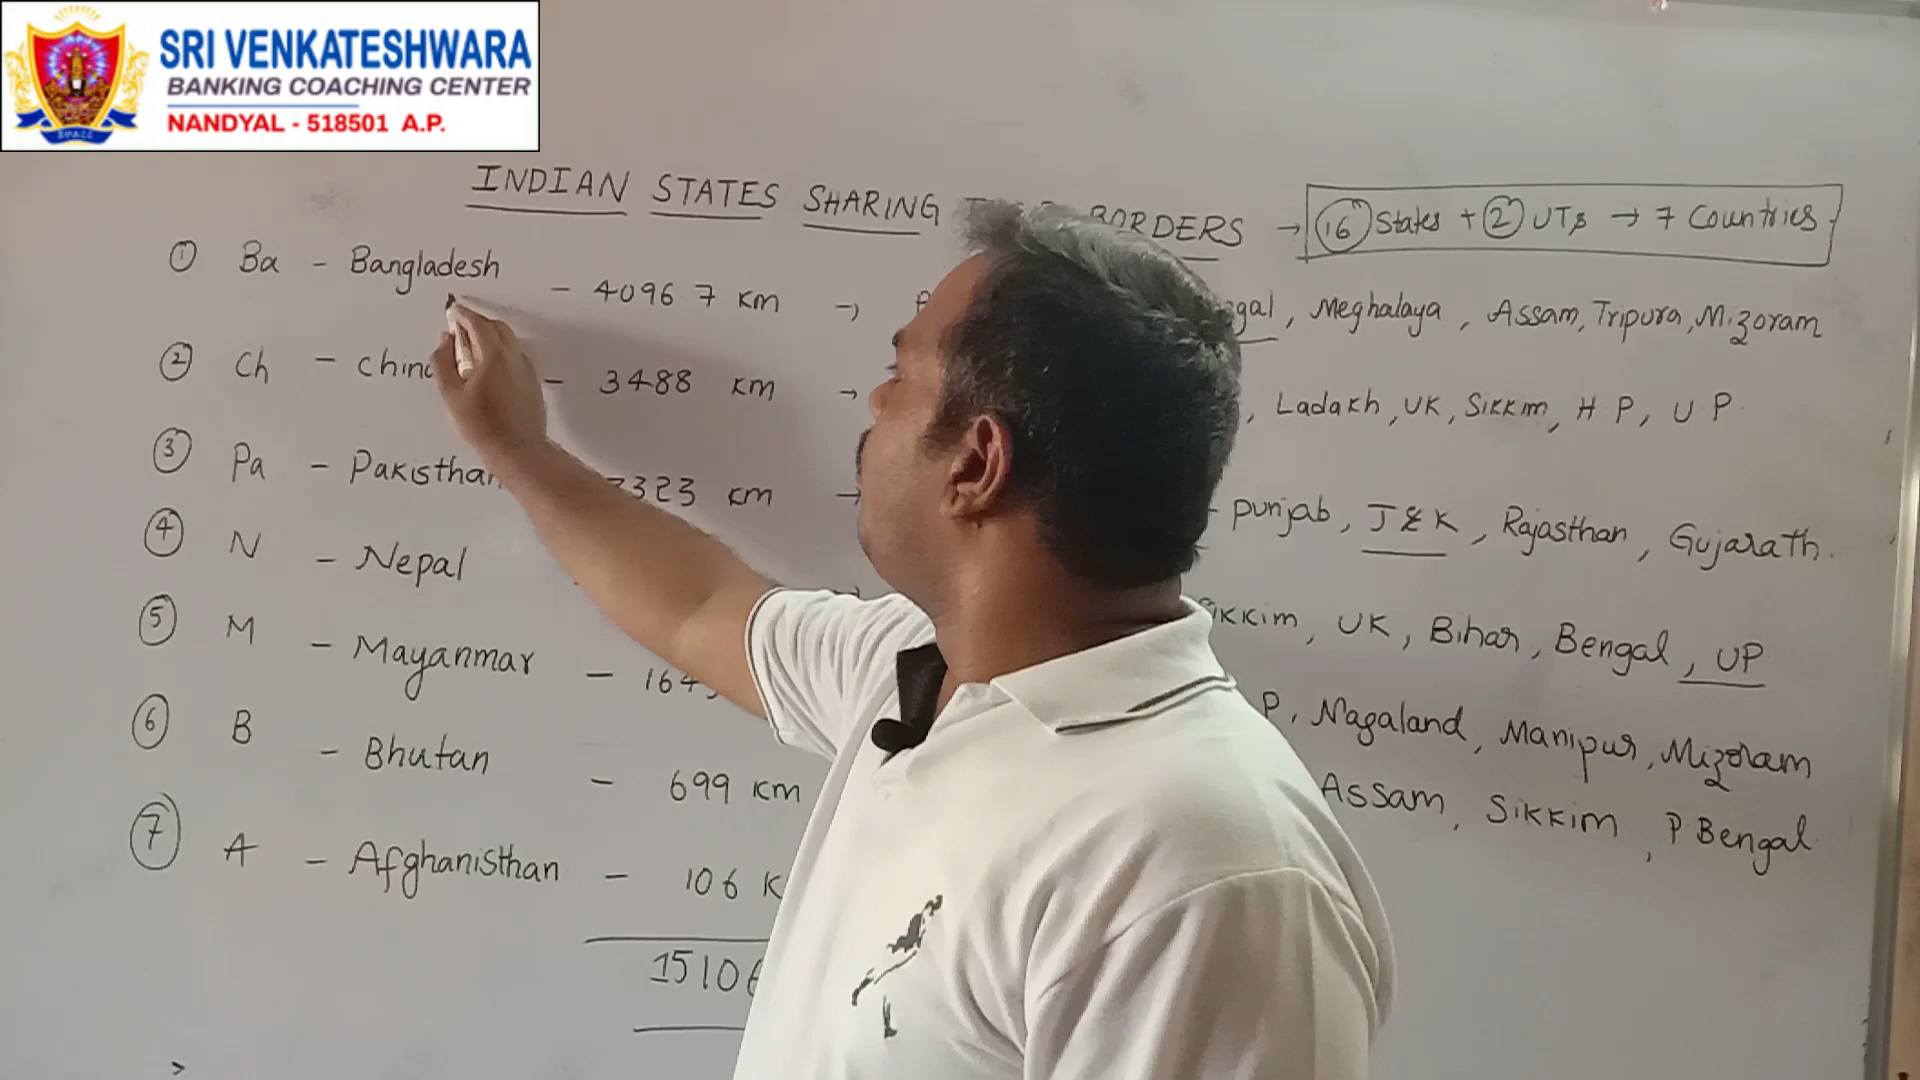 SRI VENKATESHWARA
BANKING COACHING CENTER
NANDYAL - 518501 A.P.
INDIAN STATES SHARING BORDERS → 16 States + 2 UTs → 7 Countries
1 Ba - Bangladesh - 4096 7 km → Meghalaya, Assam, Tripura, Mizoram
2 Ch - - 3488 km → Ladakh, UK, Sikkim, H P, U P
3 Pa - Pakisthan km → Punjab, J & K, Rajasthan, Gujarath.
4 N - Nepal UK, Bihar, Bengal, UP
5 M - Mayanmar - P, Nagaland, Manipur, Mizoram
6 B - Bhutan - 699 km Assam, Sikkim, P Bengal
7 A - Afghanisthan - 106